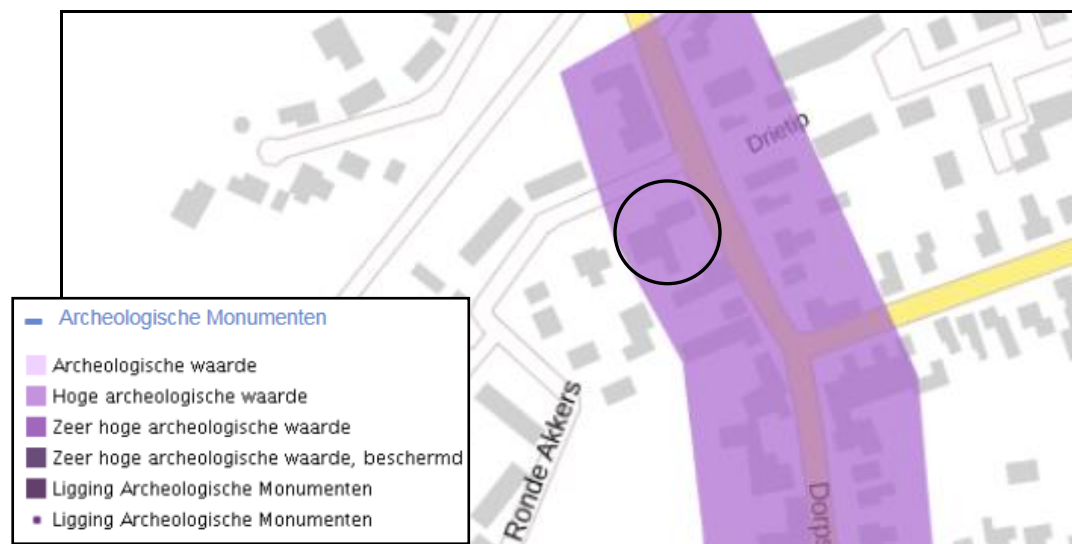 Drietip
Archeologische Monumenten
Archeologische waarde
Hoge archeologische waarde
Zeer hoge archeologische waarde
Zeer hoge archeologische waarde, beschermd
Ligging Archeologische Monumenten
Ligging Archeologische Monumenten
Ronde Akkers
Dorps